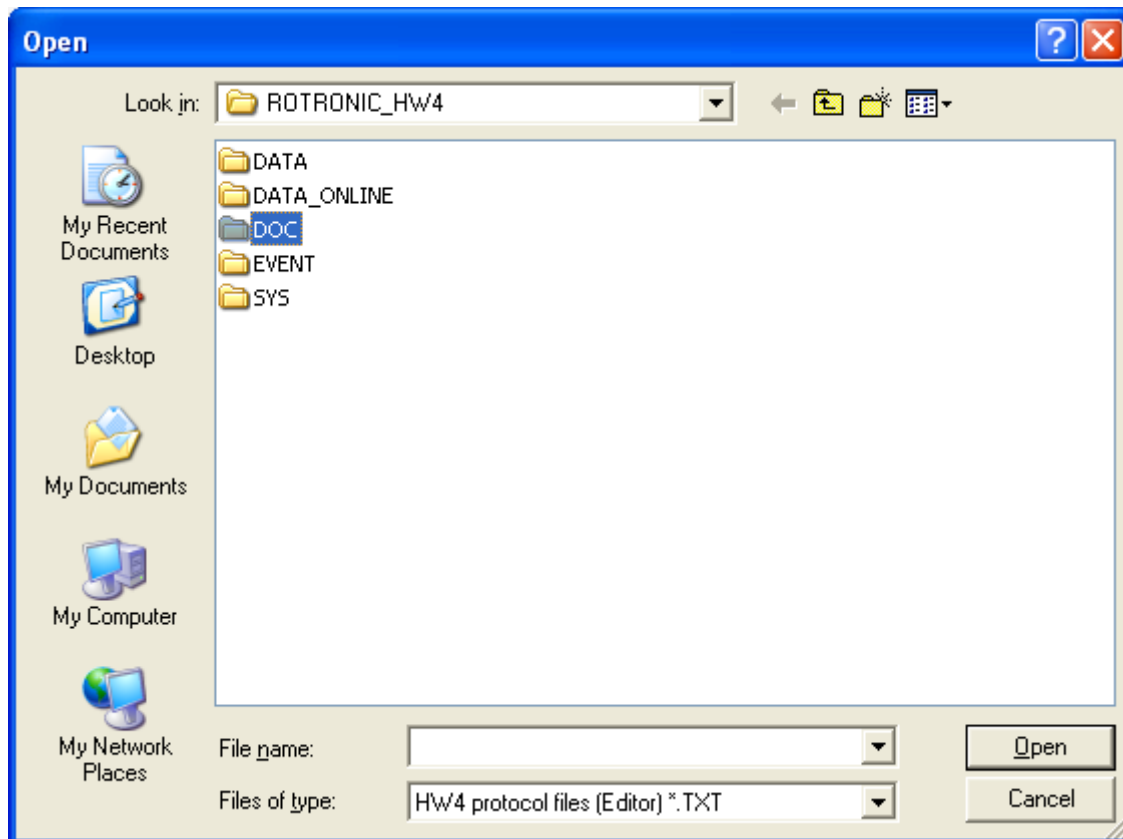 Open
Look in:
ROTRONIC_HW4
DATA
DATA_ONLINE
DOC
EVENT
SYS
My Recent
Documents
Desktop
My Documents
My Computer
My Network
Places
File name:
Open
Files of type:
HW4 protocol files (Editor) *.TXT
Cancel